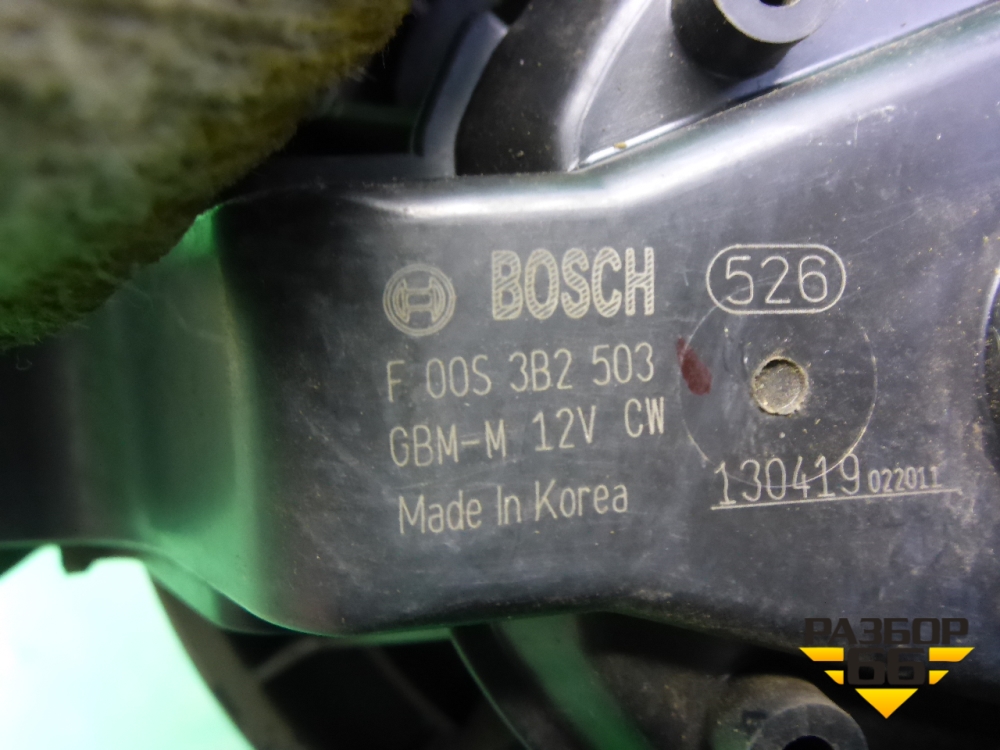 BOSCH 526
F 00S 3B2 503
GBM-M 12V CW
130419 022011
Made In Korea
РАЗБОР
66